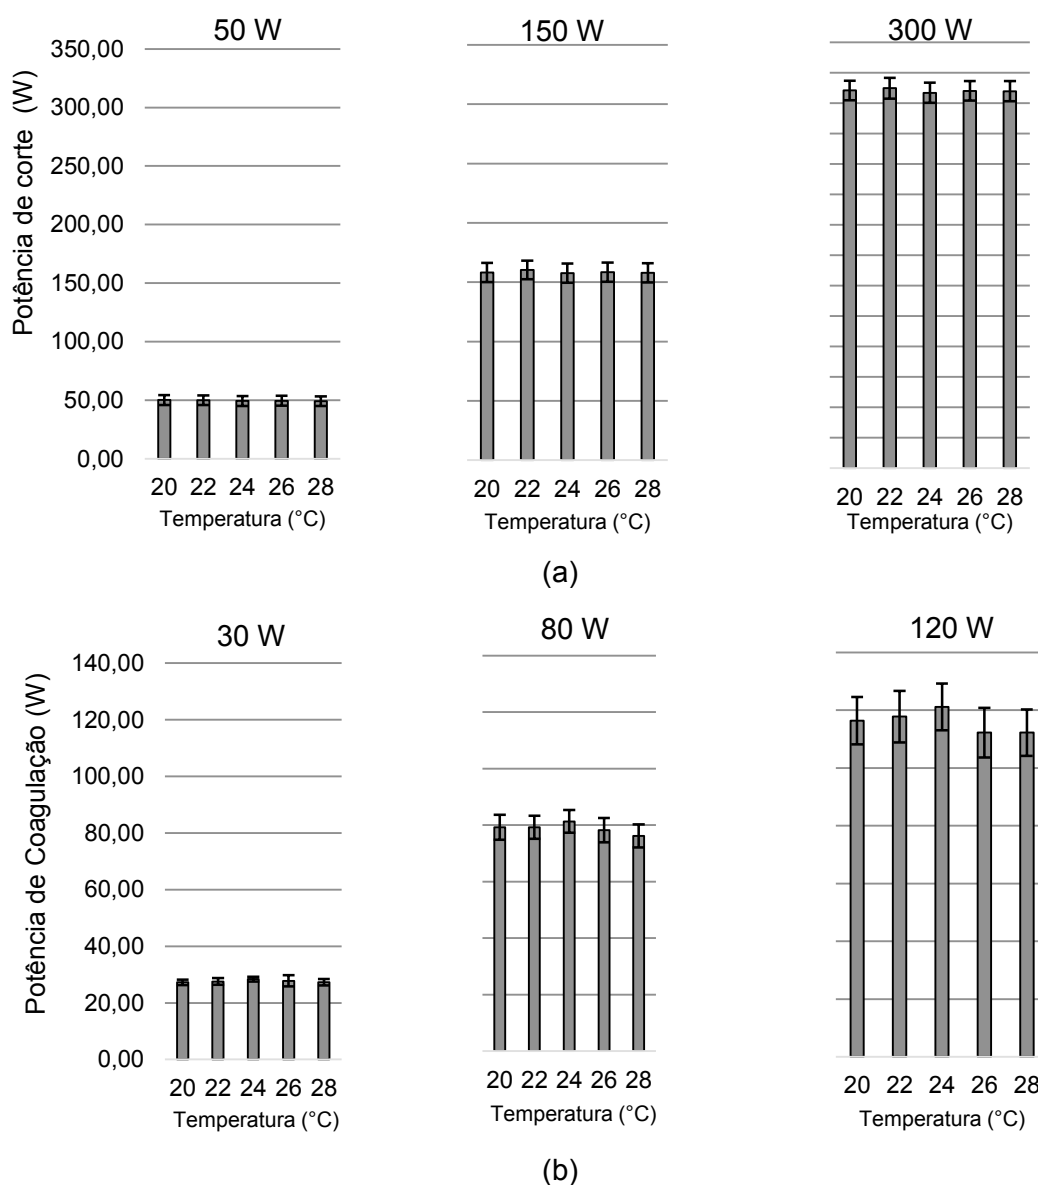 50 W
150 W
300 W
Potência de corte (W)
350,00
300,00
250,00
200,00
150,00
100,00
50,00
0,00
20 22 24 26 28
20 22 24 26 28
20 22 24 26 28
Temperatura (°C)
Temperatura (°C)
Temperatura (°C)
(a)
30 W
80 W
120 W
Potência de Coagulação (W)
140,00
120,00
100,00
80,00
60,00
40,00
20,00
0,00
20 22 24 26 28
20 22 24 26 28
20 22 24 26 28
Temperatura (°C)
Temperatura (°C)
Temperatura (°C)
(b)